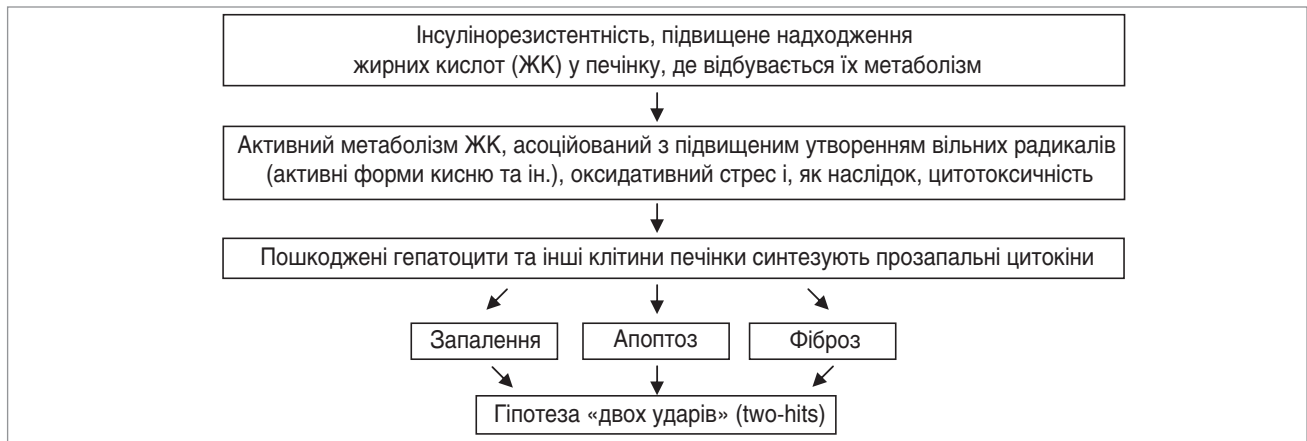 Інсулінорезистентність, підвищене надходження
жирних кислот (ЖК) у печінку, де відбувається їх метаболізм
Активний метаболізм ЖК, асоційований з підвищеним утворенням вільних радикалів
(активні форми кисню та ін.), оксидативний стрес і, як наслідок, цитотоксичність
Пошкоджені гепатоцити та інші клітини печінки синтезують прозапальні цитокіни
Запалення
Апоптоз
Фіброз
Гіпотеза «двох ударів» (two-hits)